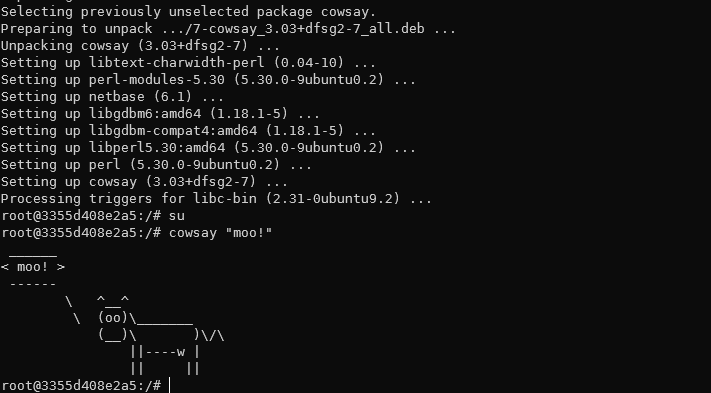 Selecting previously unselected package cowsay.
Preparing to unpack .../7-cowsay_3.03+dfsg2-7_all.deb ...
Unpacking cowsay (3.03+dfsg2-7) ...
Setting up libtext-charwidth-perl (0.04-10) ...
Setting up perl-modules-5.30 (5.30.0-9ubuntu0.2) ...
Setting up netbase (6.1) ...
Setting up libgdbm6:amd64 (1.18.1-5) ...
Setting up libgdbm-compat4:amd64 (1.18.1-5) ...
Setting up libperl5.30:amd64 (5.30.0-9ubuntu0.2) ...
Setting up perl (5.30.0-9ubuntu0.2) ...
Setting up cowsay (3.03+dfsg2-7) ...
Processing triggers for libc-bin (2.31-0ubuntu9.2) ...
root@3355d408e2a5:/# su
root@3355d408e2a5:/# cowsay "moo!"
 ______
< moo! >
 ------
        \   ^__^
         \  (oo)\_______
            (__)\       )\/\
                ||----w |
                ||     ||
root@3355d408e2a5:/#